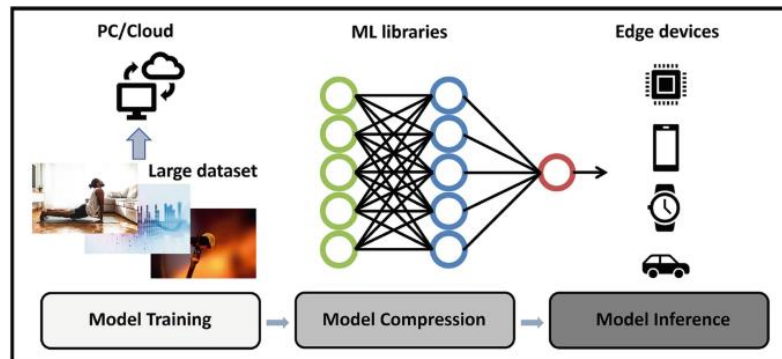 PC/Cloud
ML libraries
Edge devices
Large dataset
Model Training
Model Compression
Model Inference